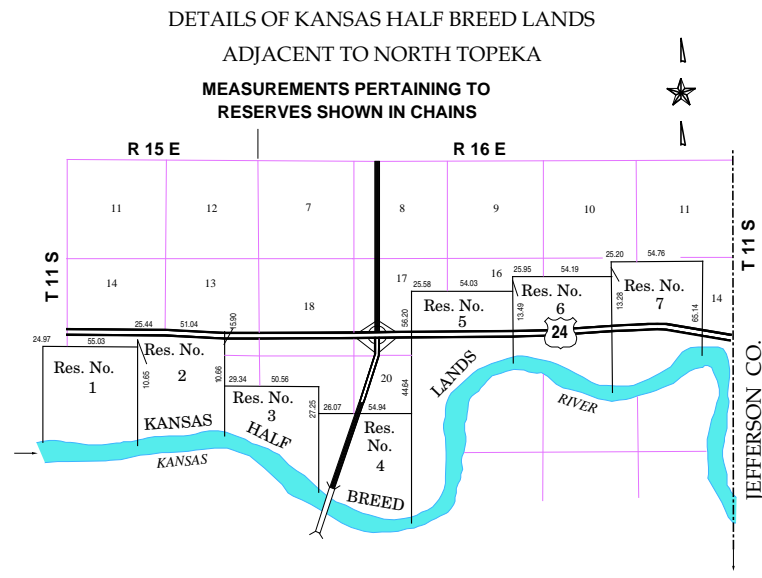 DETAILS OF KANSAS HALF BREED LANDS
ADJACENT TO NORTH TOPEKA
MEASUREMENTS PERTAINING TO
RESERVES SHOWN IN CHAINS
R 15 E
R 16 E
11
12
7
8
9
10
11
T 11 S
T 11 S
14
13
18
17
16
14
25.20
54.76
25.95
54.19
25.58
54.03
Res. No.
7
Res. No.
6
Res. No.
5
13.28
13.49
65.14
56.20
15.90
24
25.44
51.04
24.97
55.03
Res. No.
1
Res. No.
2
10.65
10.66
29.34
50.56
Res. No.
3
27.25
20
44.64
26.07
54.94
Res.
No.
4
KANSAS
HALF
BREED
LANDS
KANSAS
RIVER
JEFFERSON CO.